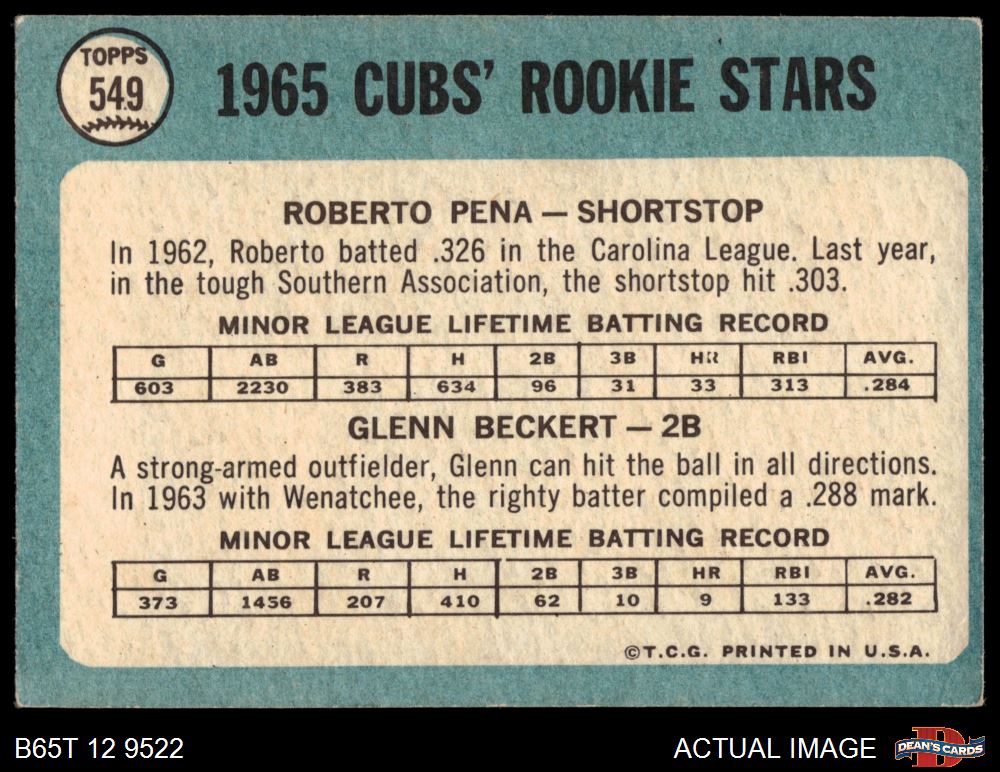 TOPPS
549
1965 CUBS' ROOKIE STARS
ROBERTO PENA — SHORTSTOP
In 1962, Roberto batted .326 in the Carolina League. Last year,
in the tough Southern Association, the shortstop hit .303.
MINOR LEAGUE LIFETIME BATTING RECORD
G AB R H 2B 3B HR RBI AVG.
603 2230 383 634 96 31 33 313 .284
GLENN BECKERT — 2B
A strong-armed outfielder, Glenn can hit the ball in all directions.
In 1963 with Wenatchee, the righty batter compiled a .288 mark.
MINOR LEAGUE LIFETIME BATTING RECORD
G AB R H 2B 3B HR RBI AVG.
373 1456 207 410 62 10 9 133 .282
©T.C.G. PRINTED IN U.S.A.
B65T 12 9522
ACTUAL IMAGE
D
DEAN'S CARDS